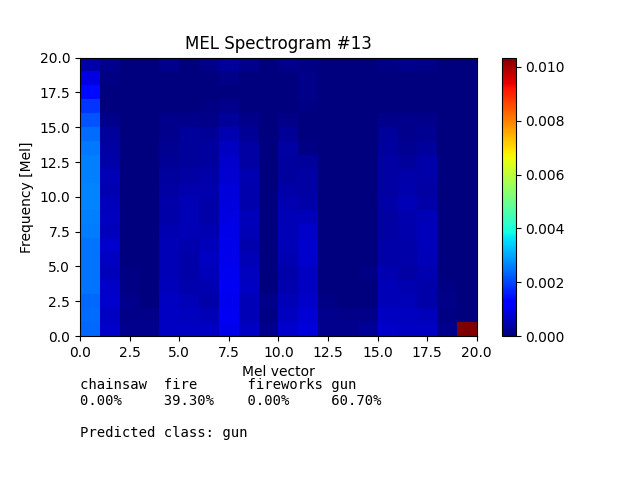 MEL Spectrogram #13
Frequency [Mel]
20.0
17.5
15.0
12.5
10.0
7.5
5.0
2.5
0.0
0.0 2.5 5.0 7.5 10.0 12.5 15.0 17.5 20.0
Mel vector
0.010
0.008
0.006
0.004
0.002
0.000
chainsaw fire fireworks gun
0.00% 39.30% 0.00% 60.70%
Predicted class: gun